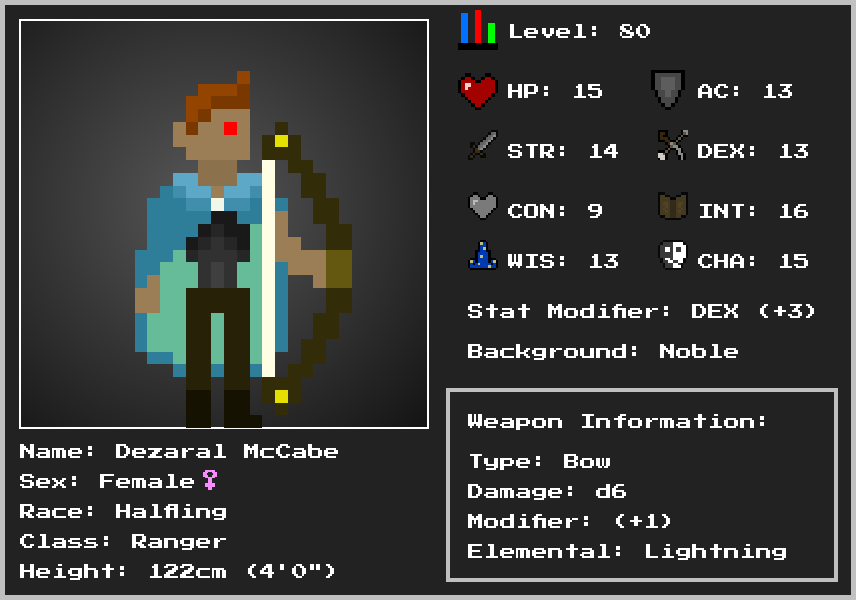 Level: 80
HP: 15 AC: 13
STR: 14 DEX: 13
CON: 9 INT: 16
WIS: 13 CHA: 15
Stat Modifier: DEX (+3)
Background: Noble
Weapon Information:
Type: Bow
Damage: d6
Modifier: (+1)
Elemental: Lightning
Name: Dezaral McCabe
Sex: Female♀
Race: Halfling
Class: Ranger
Height: 122cm (4'0")